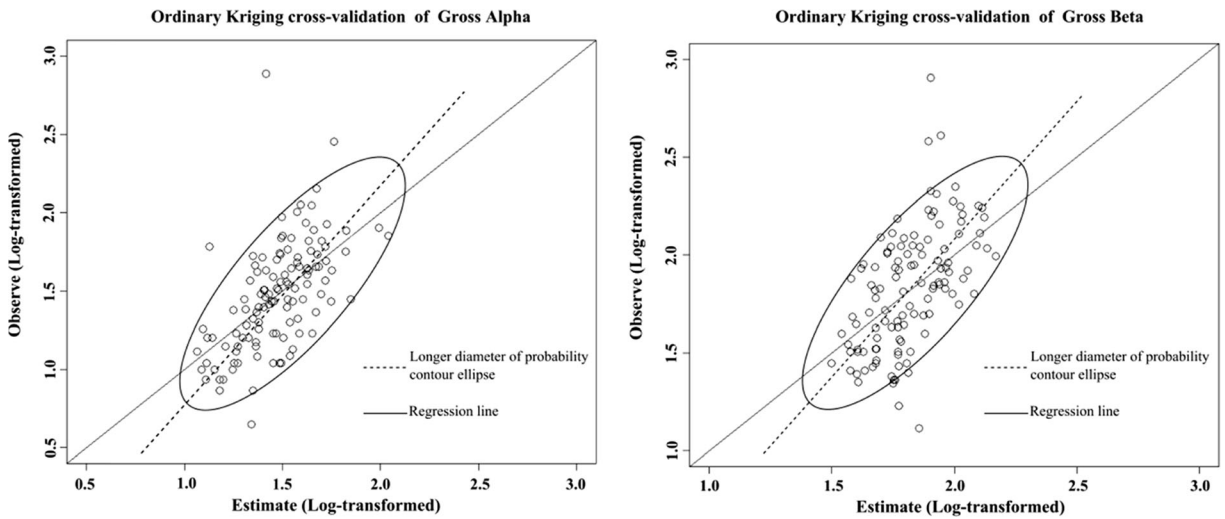 Ordinary Kriging cross-validation of Gross Alpha
Observe (Log-transformed)
3.0
2.5
2.0
1.5
1.0
0.5
Longer diameter of probability
contour ellipse
Regression line
0.5 1.0 1.5 2.0 2.5 3.0
Estimate (Log-transformed)
Ordinary Kriging cross-validation of Gross Beta
Observe (Log-transformed)
3.0
2.5
2.0
1.5
1.0
Longer diameter of probability
contour ellipse
Regression line
1.0 1.5 2.0 2.5 3.0
Estimate (Log-transformed)